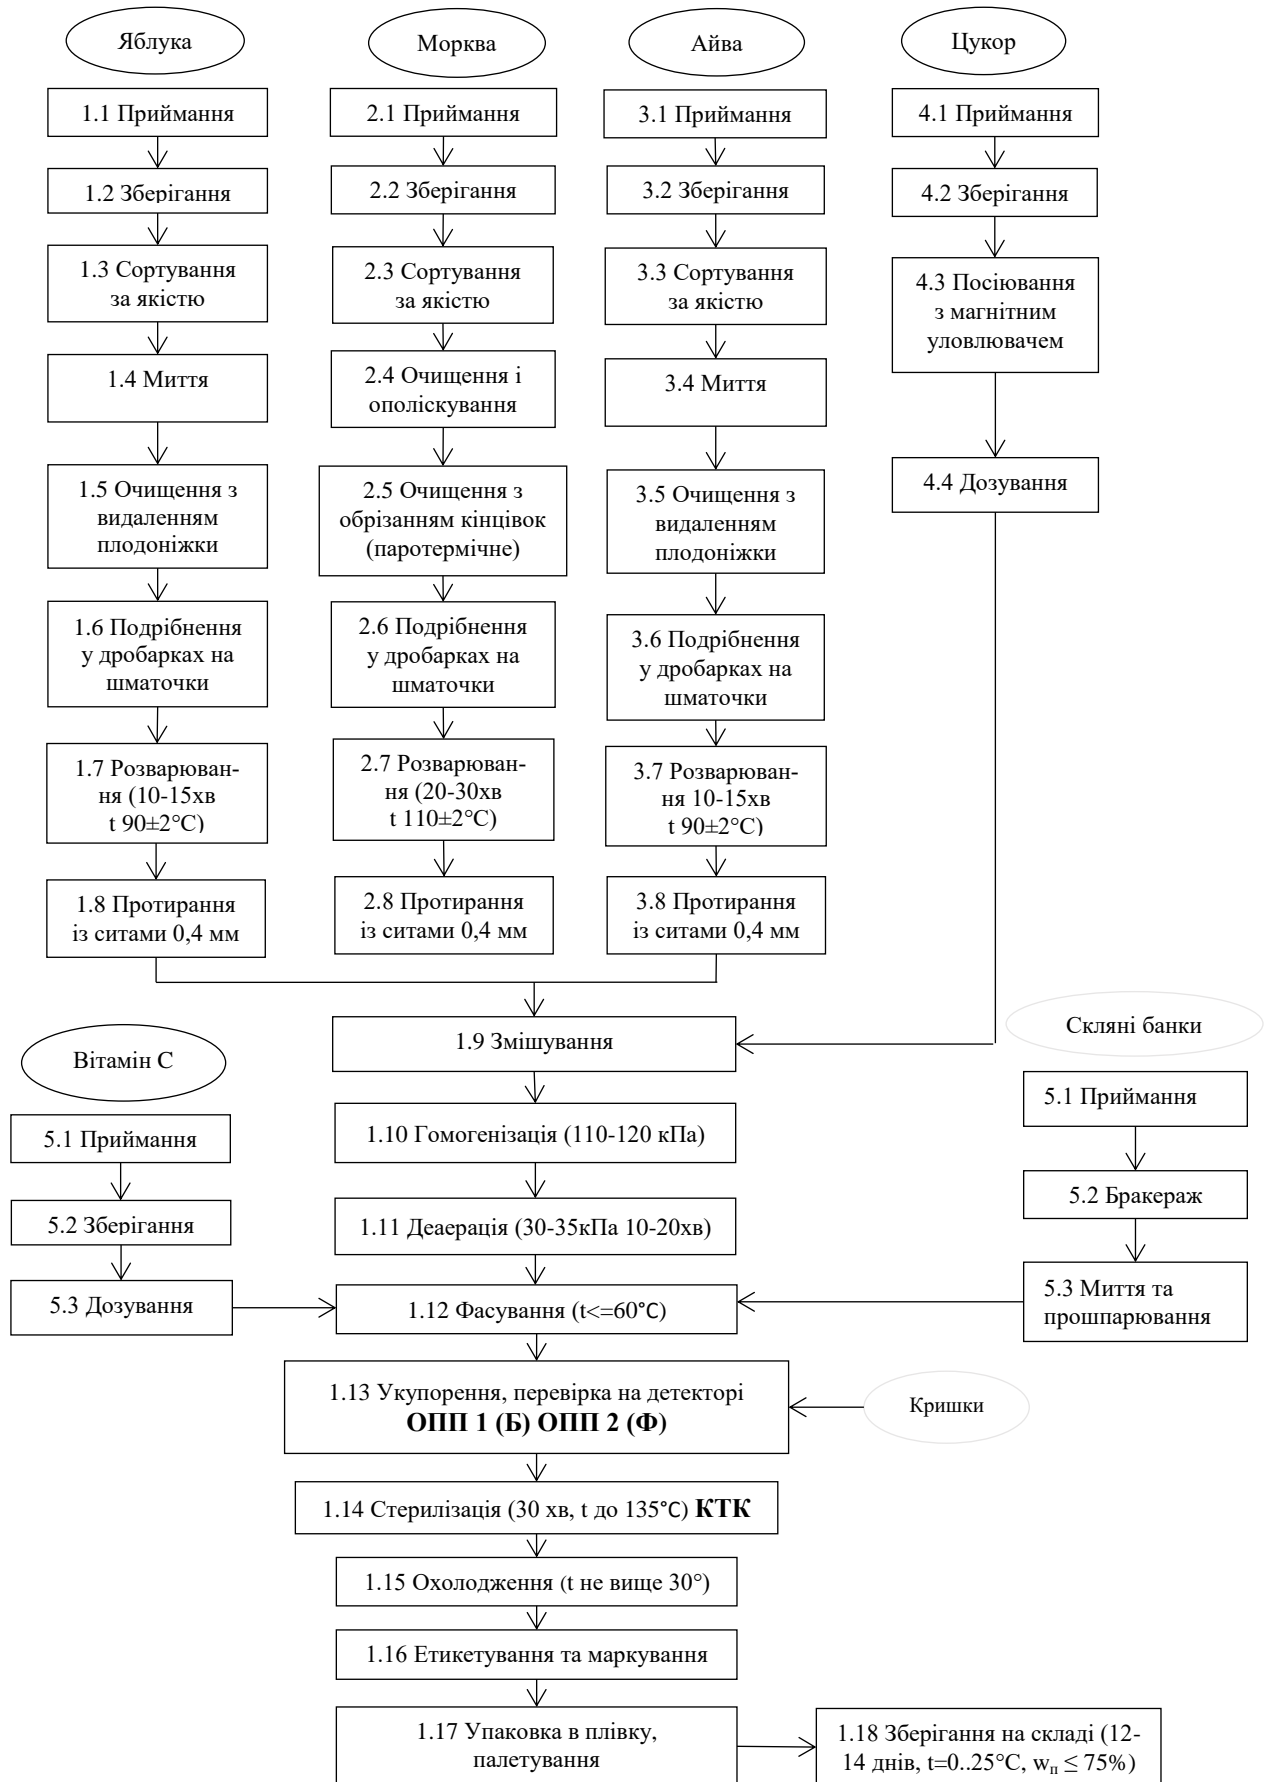 Яблука
Морква
Айва
Цукор
1.1 Приймання
2.1 Приймання
3.1 Приймання
4.1 Приймання
1.2 Зберігання
2.2 Зберігання
3.2 Зберігання
4.2 Зберігання
1.3 Сортування
за якістю
2.3 Сортування
за якістю
3.3 Сортування
за якістю
4.3 Посіювання
з магнітним
уловлювачем
1.4 Миття
2.4 Очищення і
ополіскування
3.4 Миття
1.5 Очищення з
видаленням
плодоніжки
2.5 Очищення з
обрізанням кінцівок
(паротермічне)
3.5 Очищення з
видаленням
плодоніжки
4.4 Дозування
1.6 Подрібнення
у дробарках на
шматочки
2.6 Подрібнення
у дробарках на
шматочки
3.6 Подрібнення
у дробарках на
шматочки
1.7 Розварюван-
ня (10-15хв
t 90±2°С)
2.7 Розварюван-
ня (20-30хв
t 110±2°С)
3.7 Розварюван-
ня 10-15хв
t 90±2°С)
1.8 Протирання
із ситами 0,4 мм
2.8 Протирання
із ситами 0,4 мм
3.8 Протирання
із ситами 0,4 мм
1.9 Змішування
Скляні банки
Вітамін С
5.1 Приймання
1.10 Гомогенізація (110-120 кПа)
5.1 Приймання
5.2 Зберігання
1.11 Деаерація (30-35кПа 10-20хв)
5.2 Бракераж
5.3 Дозування
1.12 Фасування (t<=60°С)
5.3 Миття та
прошпарювання
1.13 Укупорення, перевірка на детекторі
ОПП 1 (Б) ОПП 2 (Ф)
Кришки
1.14 Стерилізація (30 хв, t до 135°С) КТК
1.15 Охолодження (t не вище 30°)
1.16 Етикетування та маркування
1.17 Упаковка в плівку,
палетування
1.18 Зберігання на складі (12-
14 днів, t=0..25°С, wп ≤ 75%)